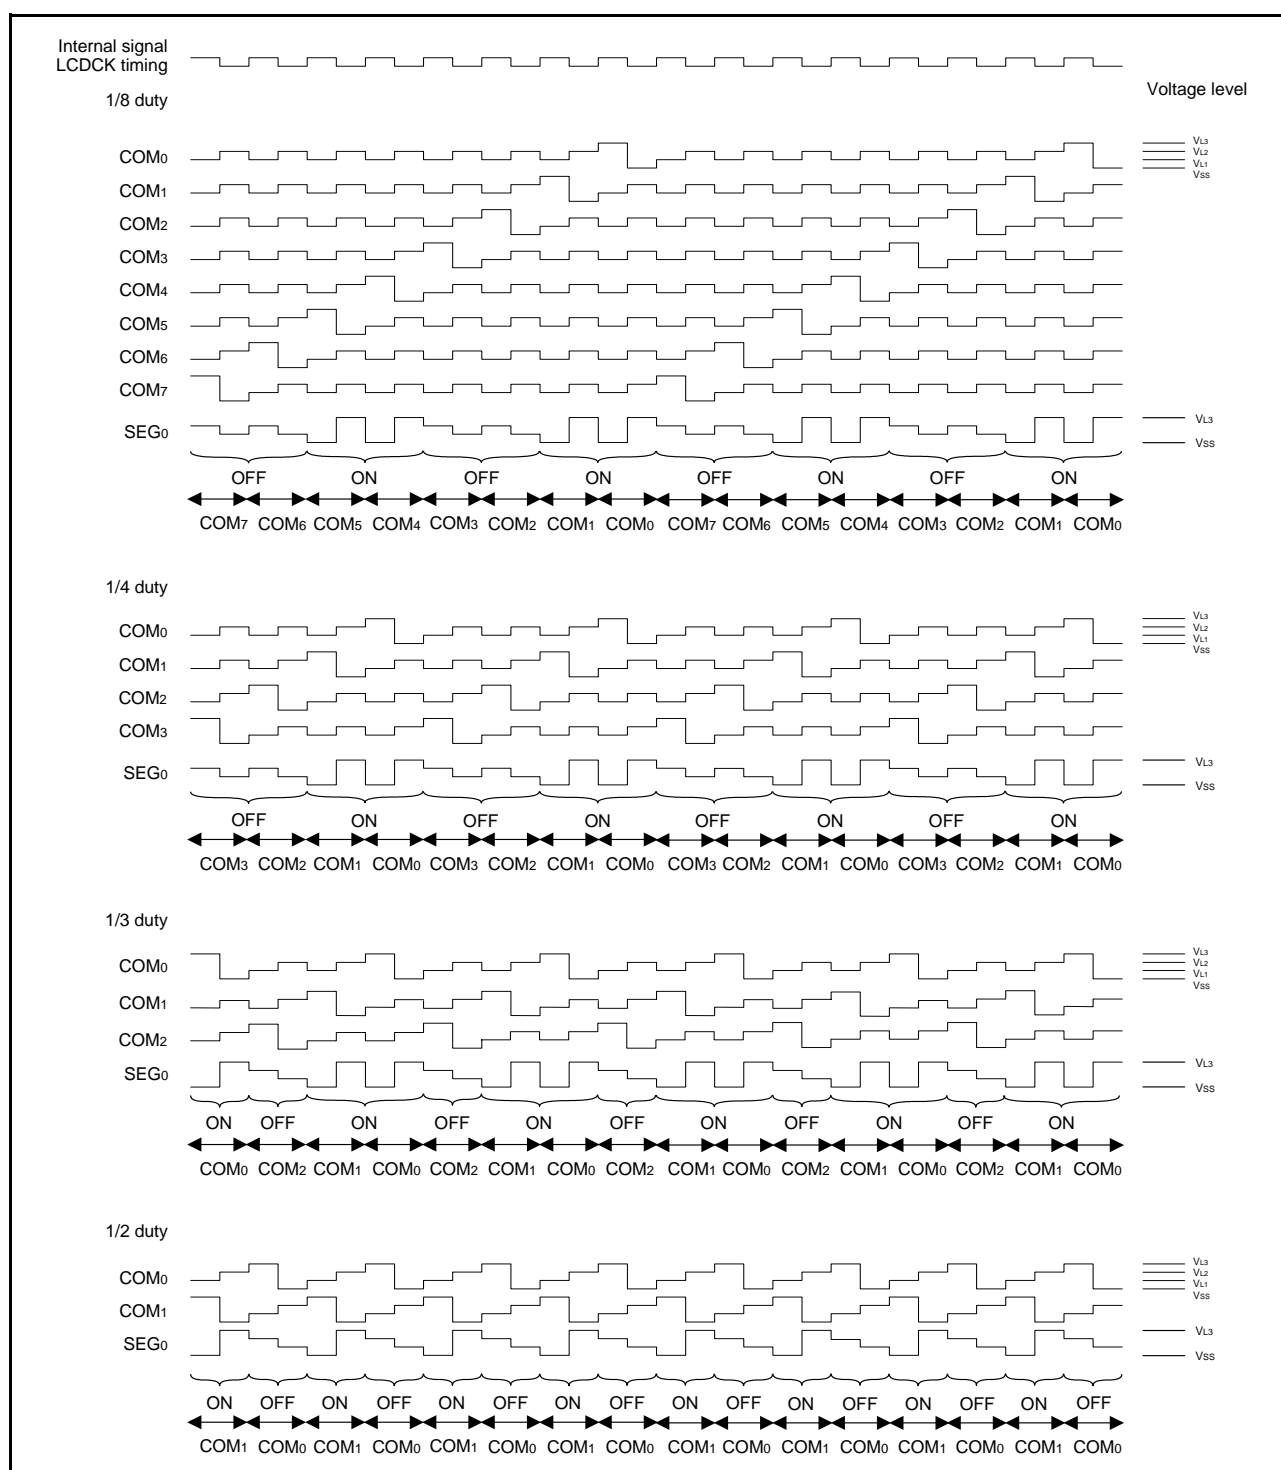 Internal signal
LCDCK timing
Voltage level
1/8 duty
COM0
VL3
VL2
VL1
VSS
COM1
COM2
COM3
COM4
COM5
COM6
COM7
SEG0
VL3
VSS
OFF ON OFF ON OFF ON OFF ON
COM7 COM6 COM5 COM4 COM3 COM2 COM1 COM0 COM7 COM6 COM5 COM4 COM3 COM2 COM1 COM0
1/4 duty
COM0
VL3
VL2
VL1
VSS
COM1
COM2
COM3
SEG0
VL3
VSS
OFF ON OFF ON OFF ON OFF ON
COM3 COM2 COM1 COM0 COM3 COM2 COM1 COM0 COM3 COM2 COM1 COM0 COM3 COM2 COM1 COM0
1/3 duty
COM0
VL3
VL2
VL1
VSS
COM1
COM2
SEG0
VL3
VSS
ON OFF ON OFF ON OFF ON OFF ON OFF ON
COM0 COM2 COM1 COM0 COM2 COM1 COM0 COM2 COM1 COM0 COM2 COM1 COM0 COM2 COM1 COM0
1/2 duty
COM0
VL3
VL2
VL1
VSS
COM1
SEG0
VL3
VSS
ON OFF ON OFF ON OFF ON OFF ON OFF ON OFF ON OFF ON OFF
COM1 COM0 COM1 COM0 COM1 COM0 COM1 COM0 COM1 COM0 COM1 COM0 COM1 COM0 COM1 COM0